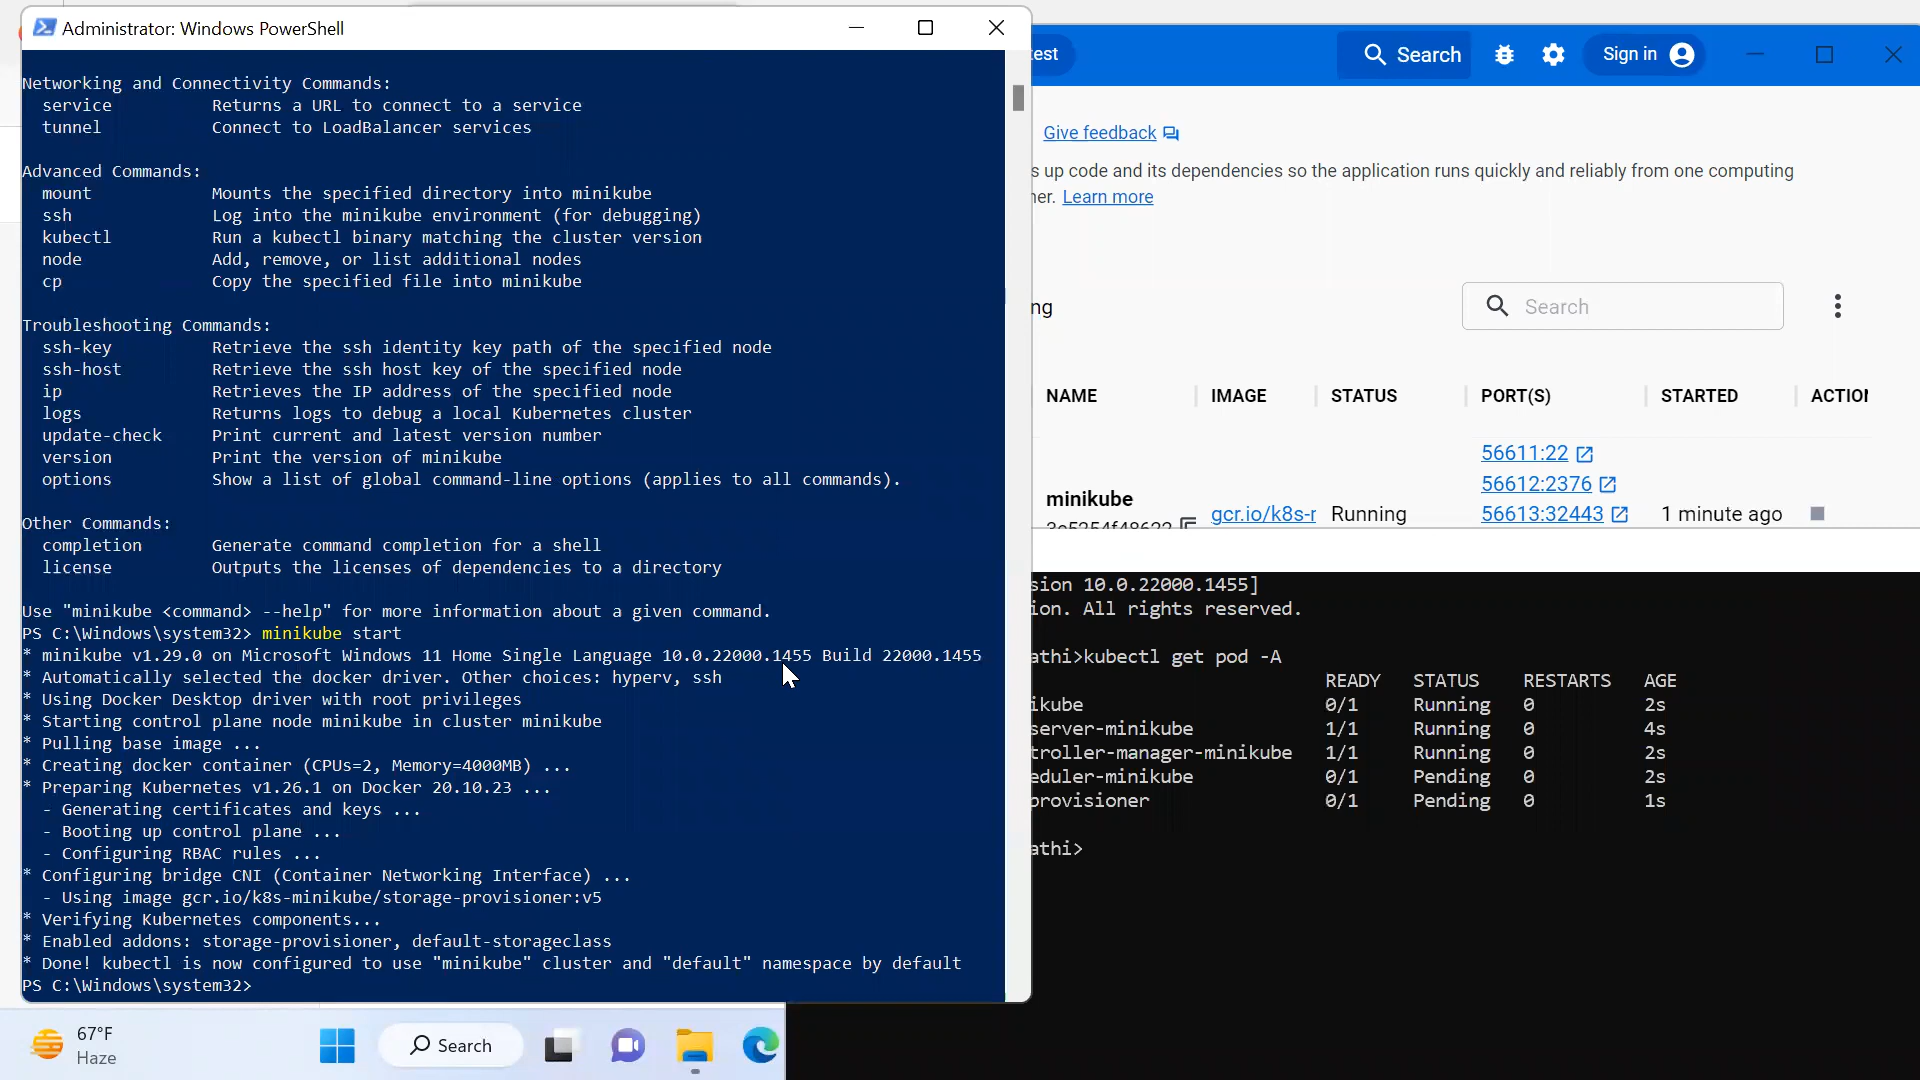 Administrator: Windows PowerShell
Networking and Connectivity Commands:
service Returns a URL to connect to a service
tunnel Connect to LoadBalancer services
Advanced Commands:
mount Mounts the specified directory into minikube
ssh Log into the minikube environment (for debugging)
kubectl Run a kubectl binary matching the cluster version
node Add, remove, or list additional nodes
cp Copy the specified file into minikube
Troubleshooting Commands:
ssh-key Retrieve the ssh identity key path of the specified node
ssh-host Retrieve the ssh host key of the specified node
ip Retrieves the IP address of the specified node
logs Returns logs to debug a local Kubernetes cluster
update-check Print current and latest version number
version Print the version of minikube
options Show a list of global command-line options (applies to all commands).
Other Commands:
completion Generate command completion for a shell
license Outputs the licenses of dependencies to a directory
Use "minikube <command> --help" for more information about a given command.
PS C:\Windows\system32> minikube start
* minikube v1.29.0 on Microsoft Windows 11 Home Single Language 10.0.22000.1455 Build 22000.1455
* Automatically selected the docker driver. Other choices: hyperv, ssh
* Using Docker Desktop driver with root privileges
* Starting control plane node minikube in cluster minikube
* Pulling base image ...
* Creating docker container (CPUs=2, Memory=4000MB) ...
* Preparing Kubernetes v1.26.1 on Docker 20.10.23 ...
- Generating certificates and keys ...
- Booting up control plane ...
- Configuring RBAC rules ...
* Configuring bridge CNI (Container Networking Interface) ...
- Using image gcr.io/k8s-minikube/storage-provisioner:v5
* Verifying Kubernetes components...
* Enabled addons: storage-provisioner, default-storageclass
* Done! kubectl is now configured to use "minikube" cluster and "default" namespace by default
PS C:\Windows\system32>
est Search Sign in
Give feedback
s up code and its dependencies so the application runs quickly and reliably from one computing
ner. Learn more
ng Search
NAME IMAGE STATUS PORT(S) STARTED ACTION
56611:22
56612:2376
minikube
gcr.io/k8s-r Running 56613:32443 1 minute ago
sion 10.0.22000.1455]
ion. All rights reserved.
athi>kubectl get pod -A
READY STATUS RESTARTS AGE
ikube 0/1 Running 0 2s
server-minikube 1/1 Running 0 4s
troller-manager-minikube 1/1 Running 0 2s
eduler-minikube 0/1 Pending 0 2s
provisioner 0/1 Pending 0 1s
athi>
67°F
Haze
Search